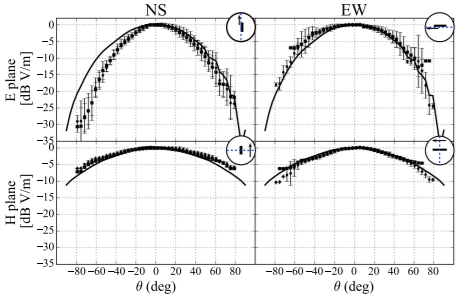 NS
EW
E plane
[dB V/m]
0
−5
−10
−15
−20
−25
−30
−35
H plane
[dB V/m]
0
−5
−10
−15
−20
−25
−30
−35
−80 −60 −40 −20 0 20 40 60 80
−80 −60 −40 −20 0 20 40 60 80
θ (deg)
θ (deg)